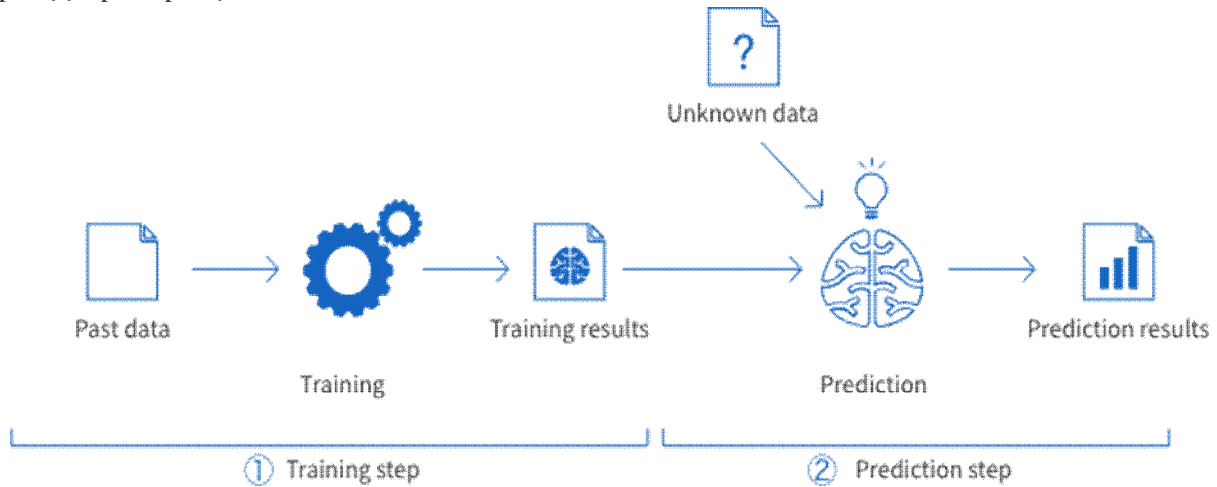 ?
Unknown data
Past data
Training results
Prediction results
Training
Prediction
① Training step
② Prediction step